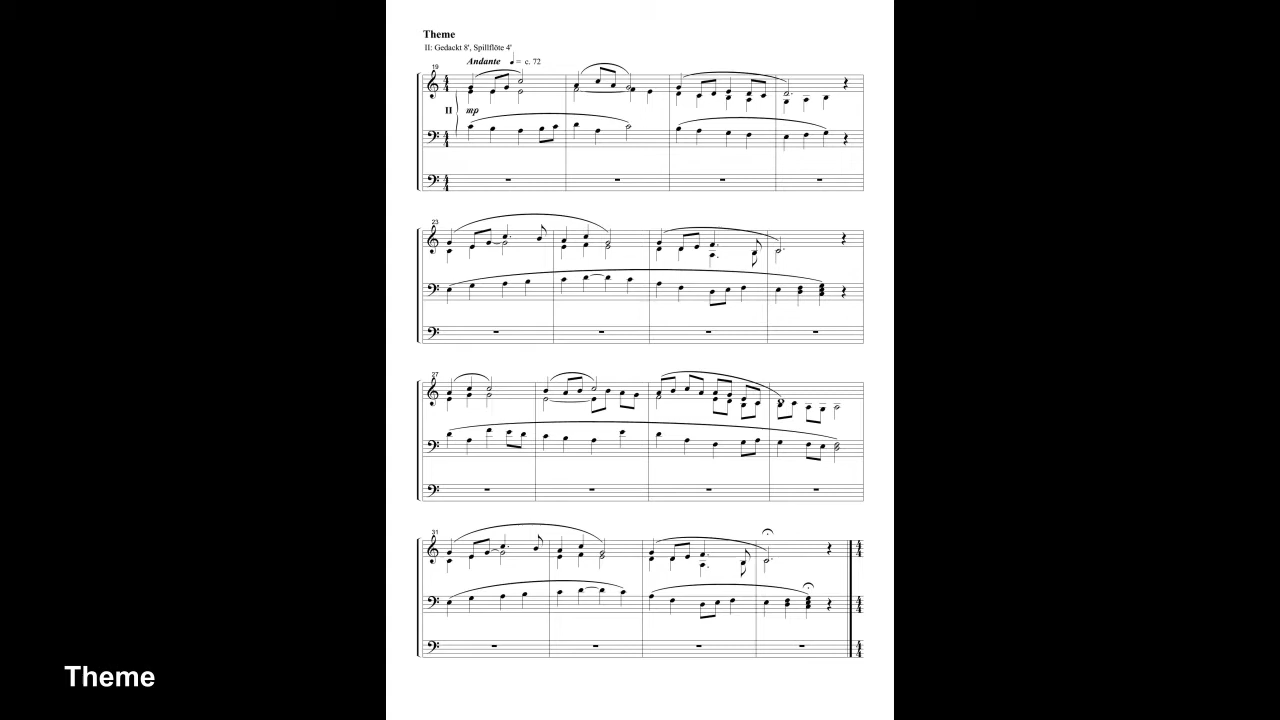 Theme
II: Gedackt 8', Spillflöte 4'
Andante ♩ = c. 72
19
II
mp
23
27
31
Theme